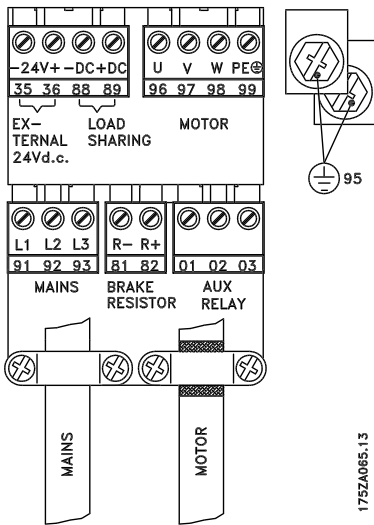 -24V+ -DC+DC U V W PE⏚
35 36 88 89 96 97 98 99
EX-
TERNAL
24Vd.c.
LOAD
SHARING
MOTOR
95
L1 L2 L3 R- R+
91 92 93 81 82 01 02 03
MAINS
BRAKE
RESISTOR
AUX
RELAY
MAINS
MOTOR
175ZA065.13